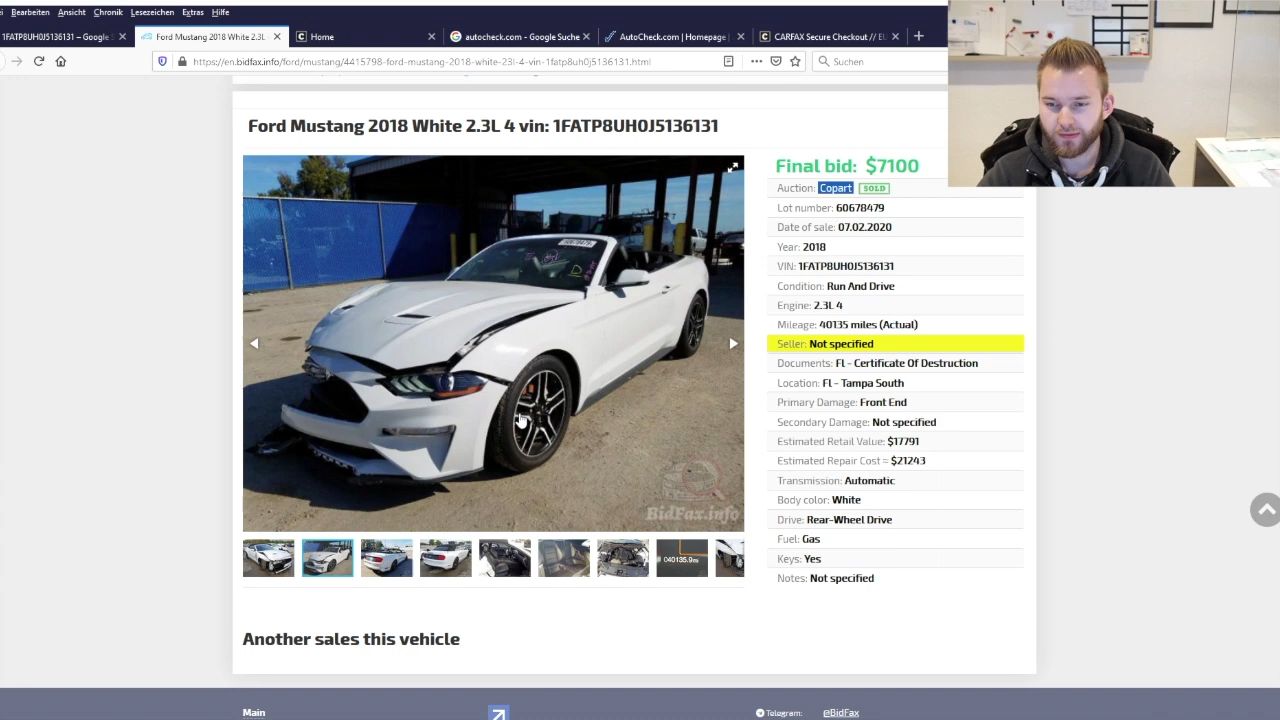 ei Bearbeiten Ansicht Chronik Lesezeichen Extras Hilfe
1FATP8UH0J5136131 – Google S
Ford Mustang 2018 White 2.3L
Home
autocheck.com - Google Suche
AutoCheck.com | Homepage
CARFAX Secure Checkout // EU
https://en.bidfax.info/ford/mustang/4415798-ford-mustang-2018-white-23l-4-vin-1fatp8uh0j5136131.html
Suchen
Ford Mustang 2018 White 2.3L 4 vin: 1FATP8UH0J5136131
Final bid: $7100
Auction: Copart SOLD
Lot number: 60678479
Date of sale: 07.02.2020
Year: 2018
VIN: 1FATP8UH0J5136131
Condition: Run And Drive
Engine: 2.3L 4
Mileage: 40135 miles (Actual)
Seller: Not specified
Documents: Fl - Certificate Of Destruction
Location: Fl - Tampa South
Primary Damage: Front End
Secondary Damage: Not specified
Estimated Retail Value: $17791
Estimated Repair Cost ≈ $21243
Transmission: Automatic
Body color: White
Drive: Rear-Wheel Drive
Fuel: Gas
Keys: Yes
Notes: Not specified
BidFax.info
040135.9mi
Another sales this vehicle
Main
Telegram: @BidFax